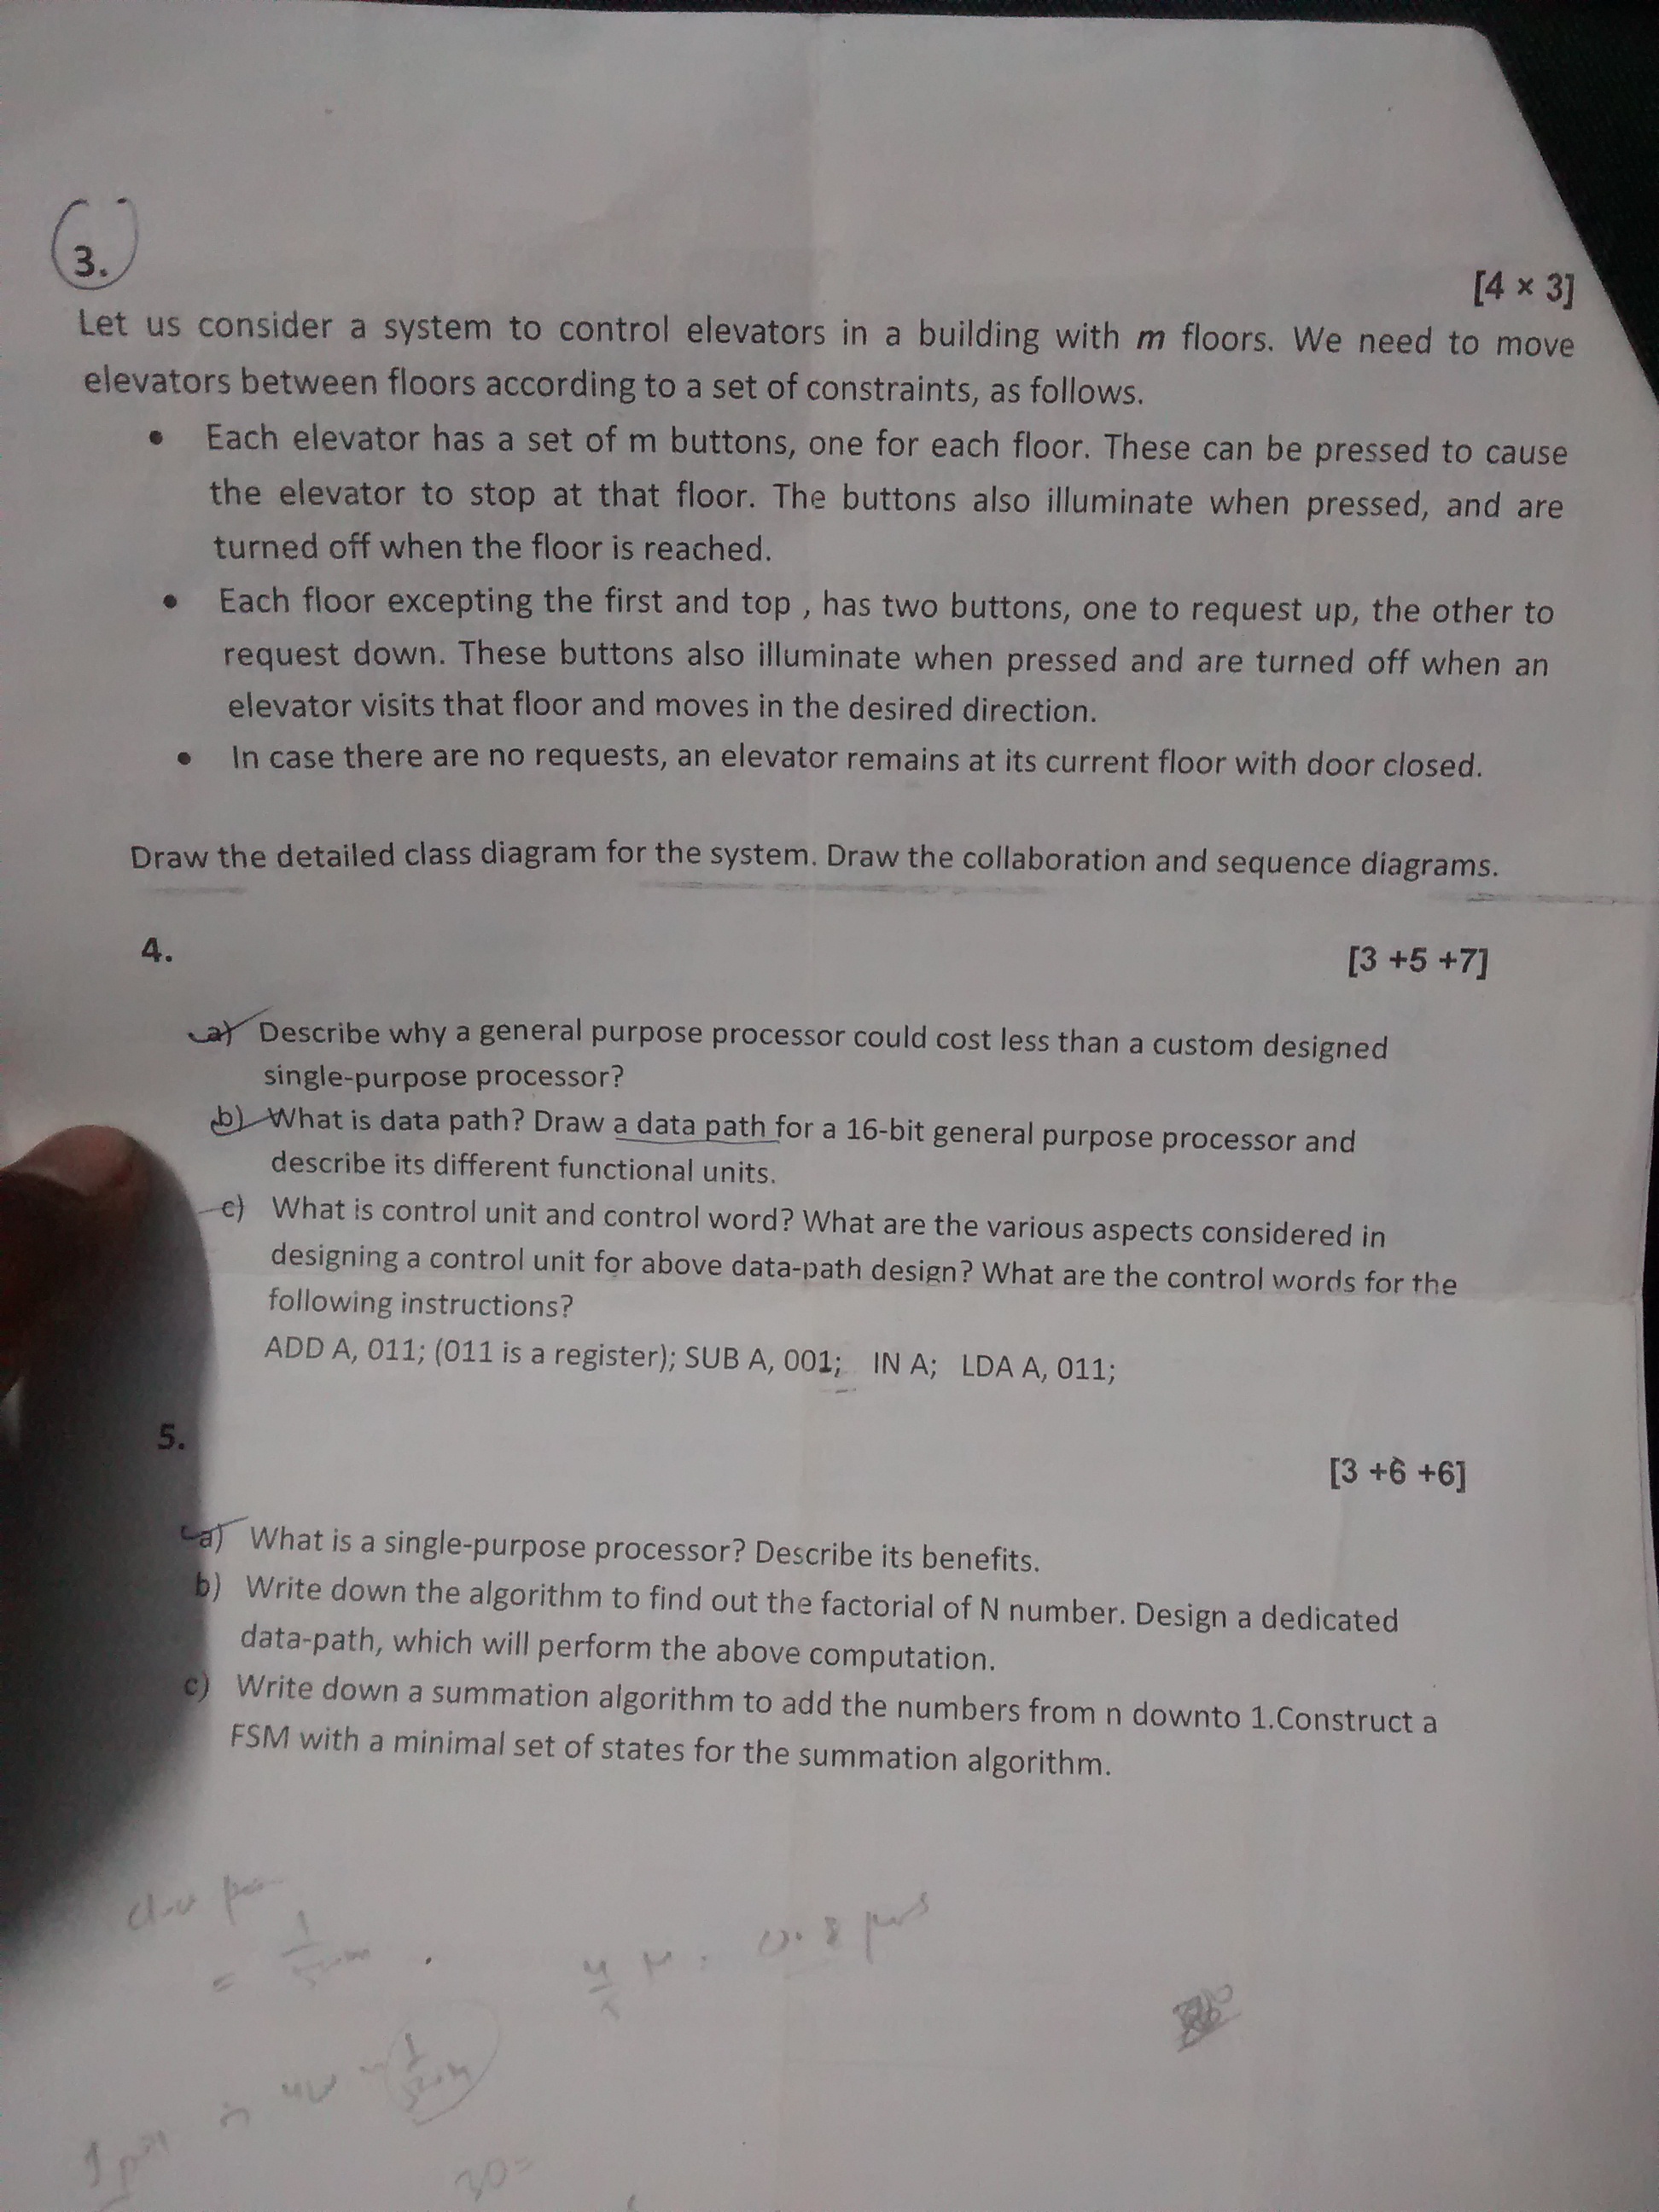 3.
[4 × 3]
Let us consider a system to control elevators in a building with m floors. We need to move
elevators between floors according to a set of constraints, as follows.
• Each elevator has a set of m buttons, one for each floor. These can be pressed to cause
the elevator to stop at that floor. The buttons also illuminate when pressed, and are
turned off when the floor is reached.
• Each floor excepting the first and top , has two buttons, one to request up, the other to
request down. These buttons also illuminate when pressed and are turned off when an
elevator visits that floor and moves in the desired direction.
• In case there are no requests, an elevator remains at its current floor with door closed.
Draw the detailed class diagram for the system. Draw the collaboration and sequence diagrams.
4.
[3 +5 +7]
a) Describe why a general purpose processor could cost less than a custom designed
single-purpose processor?
b) What is data path? Draw a data path for a 16-bit general purpose processor and
describe its different functional units.
c) What is control unit and control word? What are the various aspects considered in
designing a control unit for above data-path design? What are the control words for the
following instructions?
ADD A, 011; (011 is a register); SUB A, 001; IN A; LDA A, 011;
5.
[3 +6 +6]
a) What is a single-purpose processor? Describe its benefits.
b) Write down the algorithm to find out the factorial of N number. Design a dedicated
data-path, which will perform the above computation.
c) Write down a summation algorithm to add the numbers from n downto 1.Construct a
FSM with a minimal set of states for the summation algorithm.
0.8
30=